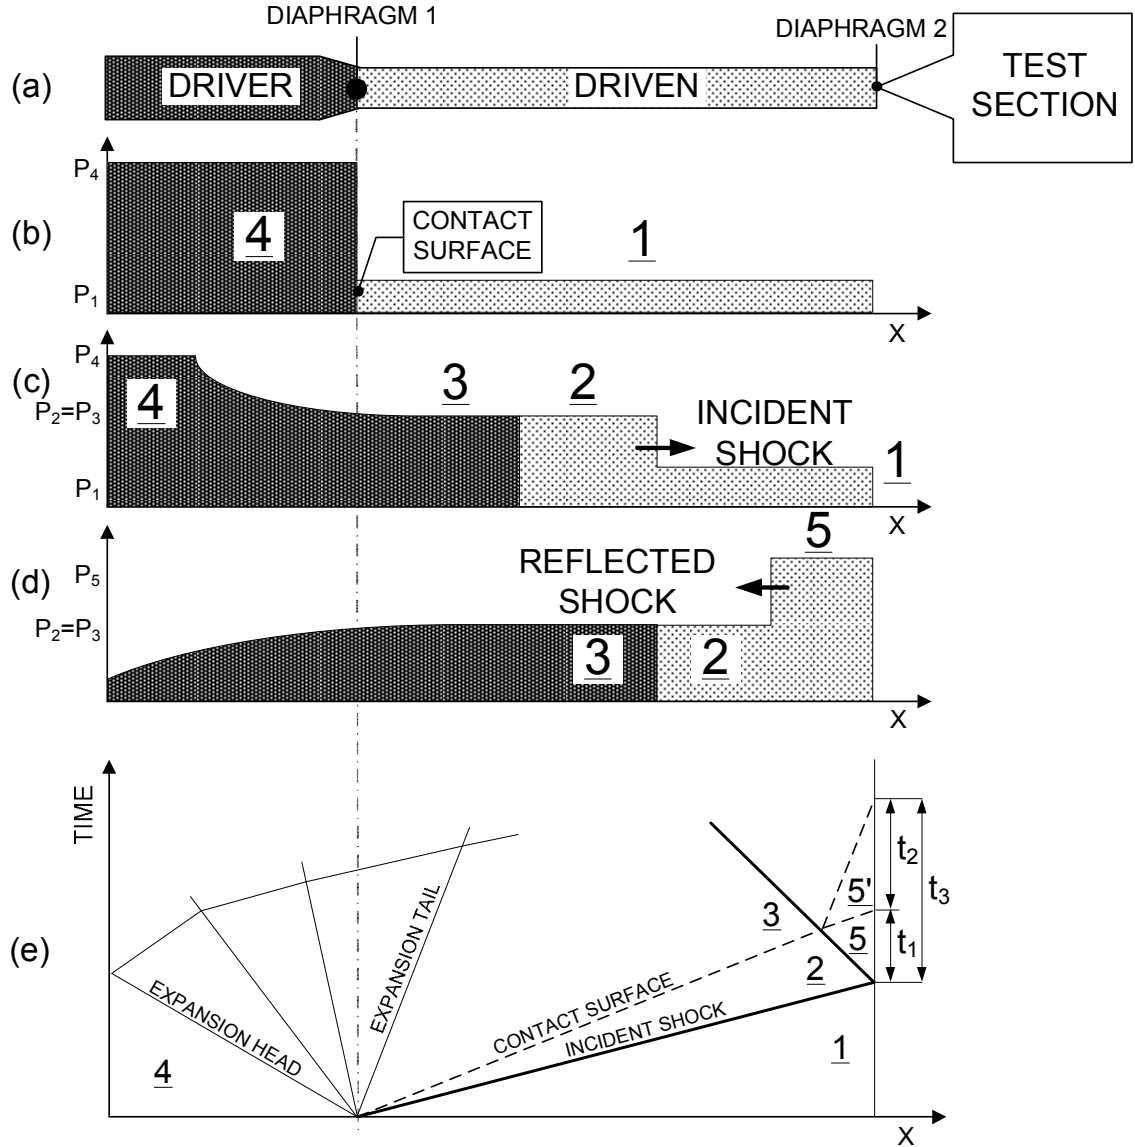 DIAPHRAGM 1
DIAPHRAGM 2
(a)
DRIVER
DRIVEN
TEST
SECTION
P4
(b)
4
CONTACT
SURFACE
1
P1
X
P4
(c)
3
2
4
P2=P3
INCIDENT
SHOCK
1
P1
X
5
(d)
P5
REFLECTED
SHOCK
P2=P3
3
2
X
TIME
(e)
EXPANSION HEAD
EXPANSION TAIL
CONTACT SURFACE
INCIDENT SHOCK
3
5'
5
2
t2
t3
t1
4
1
X